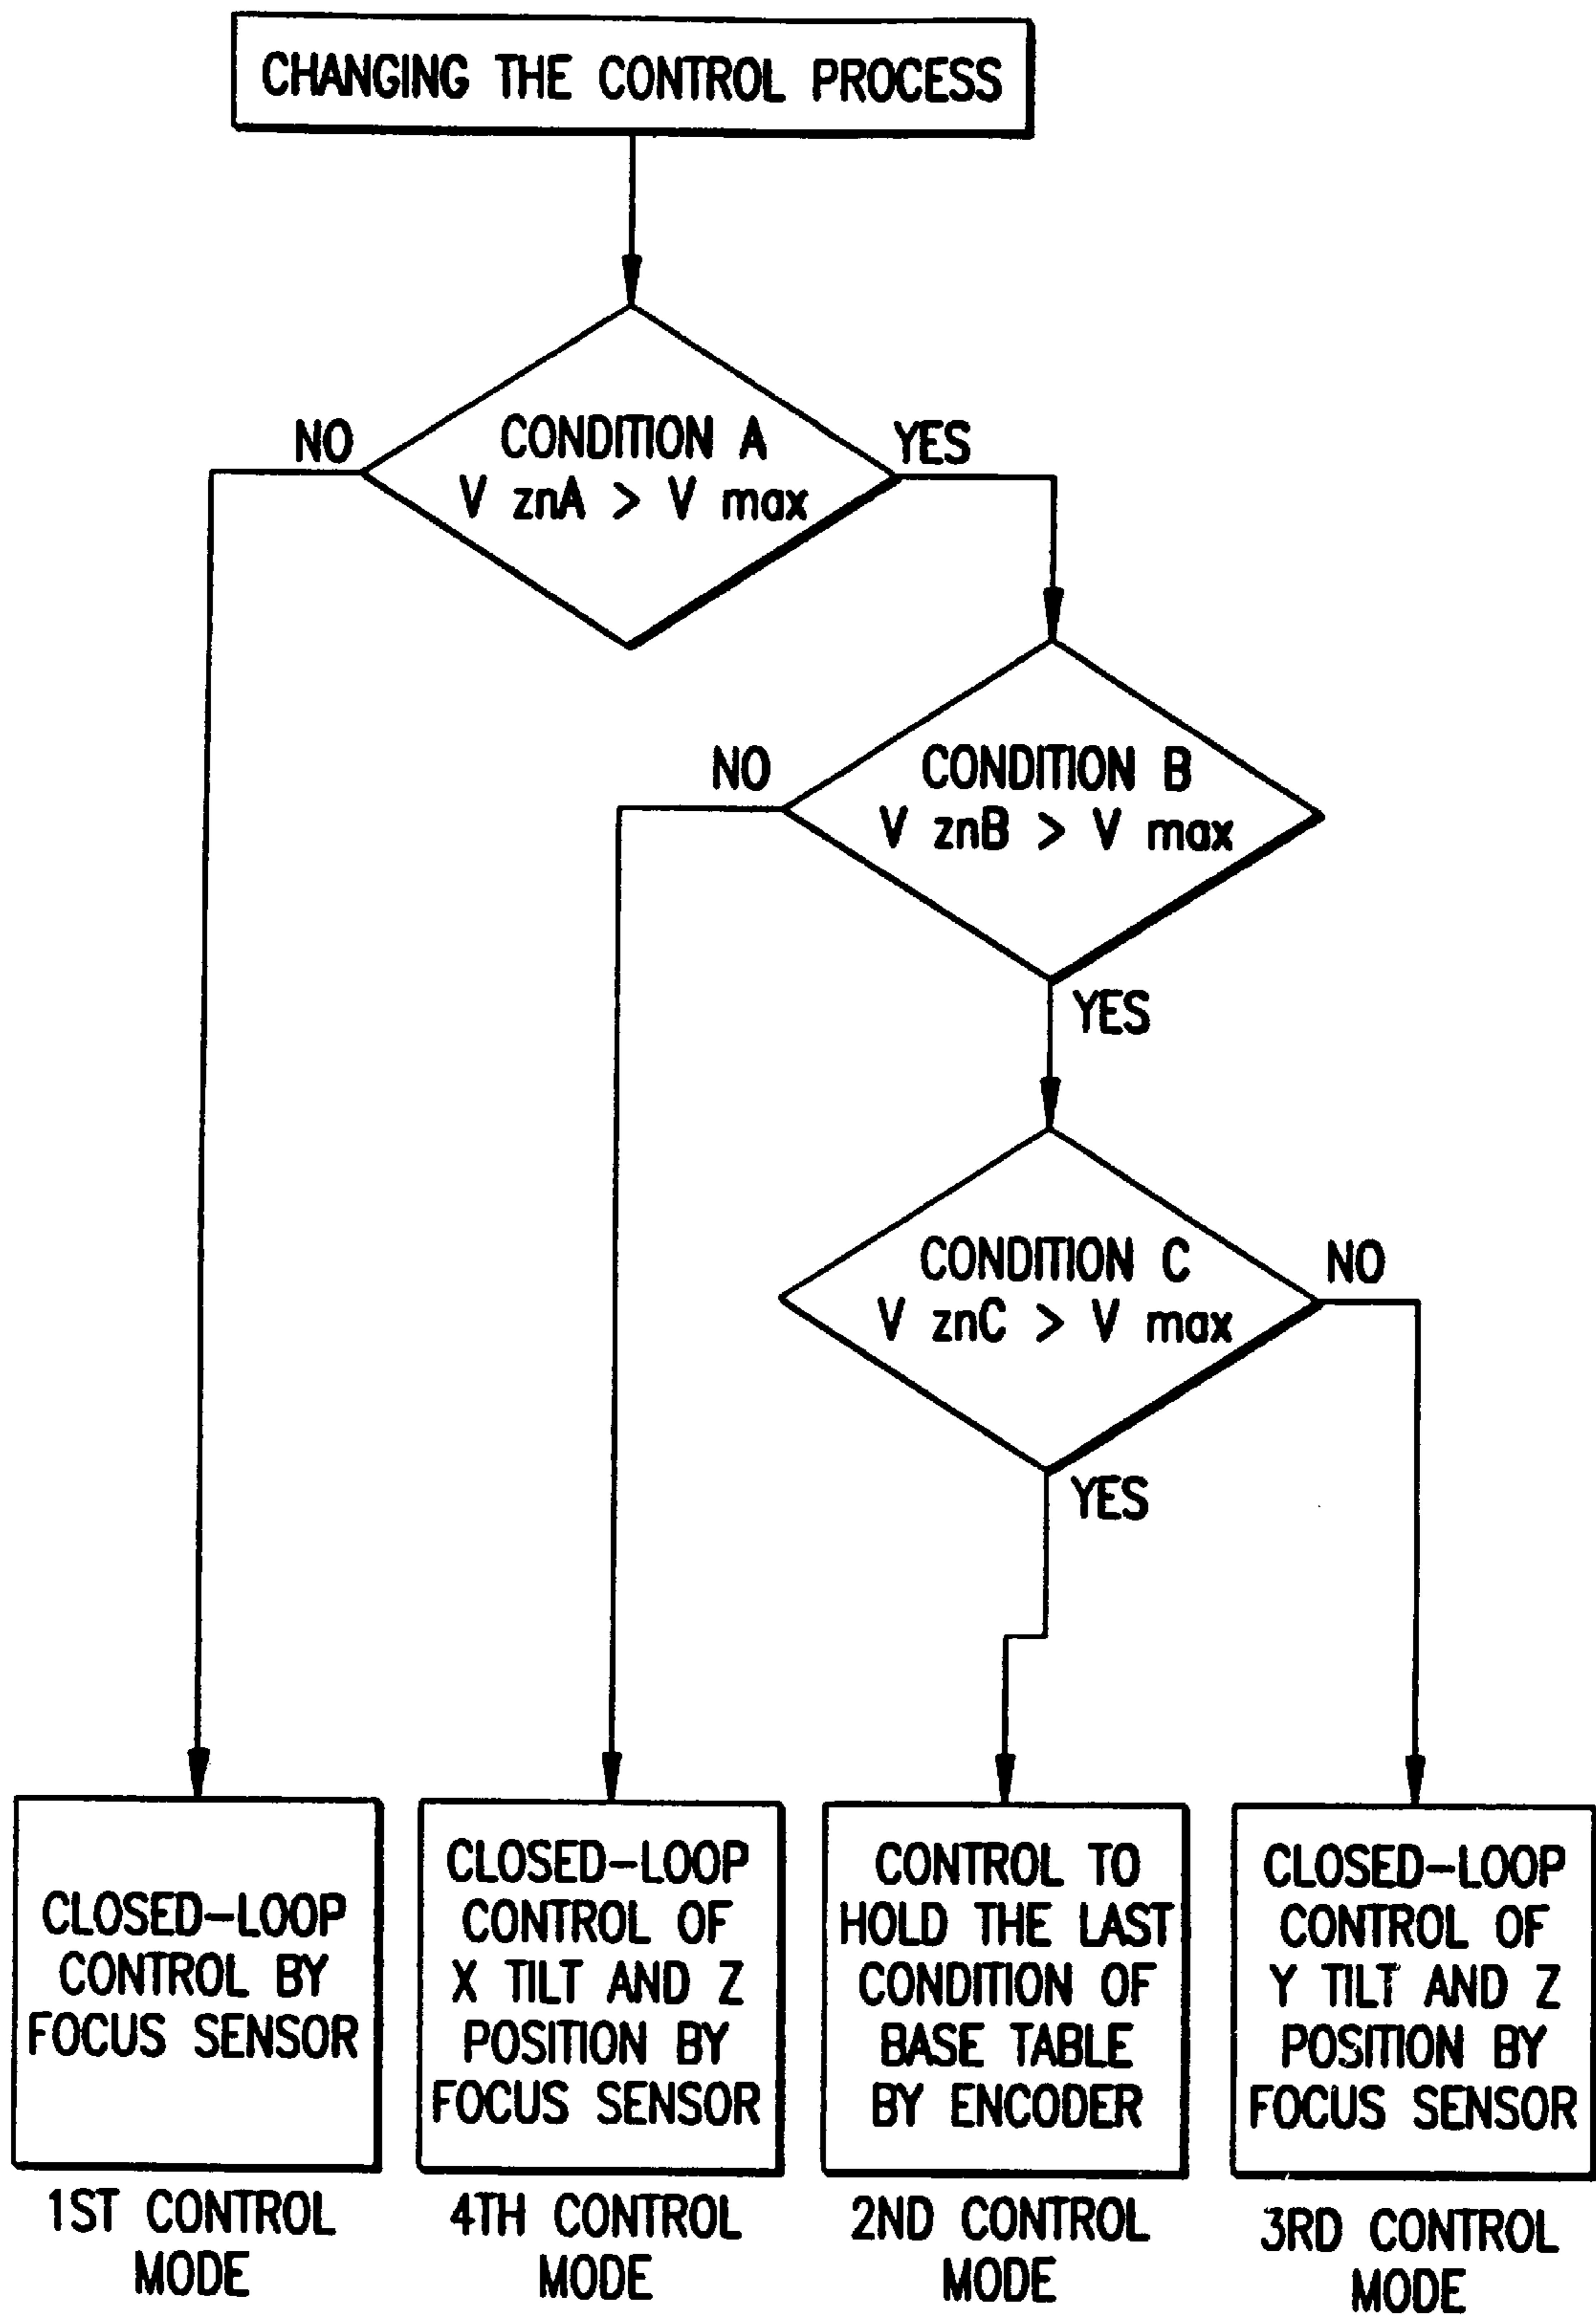 CHANGING THE CONTROL PROCESS
NO
CONDITION A
V znA > V max
YES
NO
CONDITION B
V znB > V max
YES
CONDITION C
V znC > V max
NO
YES
CLOSED-LOOP
CONTROL BY
FOCUS SENSOR
1ST CONTROL
MODE
CLOSED-LOOP
CONTROL OF
X TILT AND Z
POSITION BY
FOCUS SENSOR
4TH CONTROL
MODE
CONTROL TO
HOLD THE LAST
CONDITION OF
BASE TABLE
BY ENCODER
2ND CONTROL
MODE
CLOSED-LOOP
CONTROL OF
Y TILT AND Z
POSITION BY
FOCUS SENSOR
3RD CONTROL
MODE